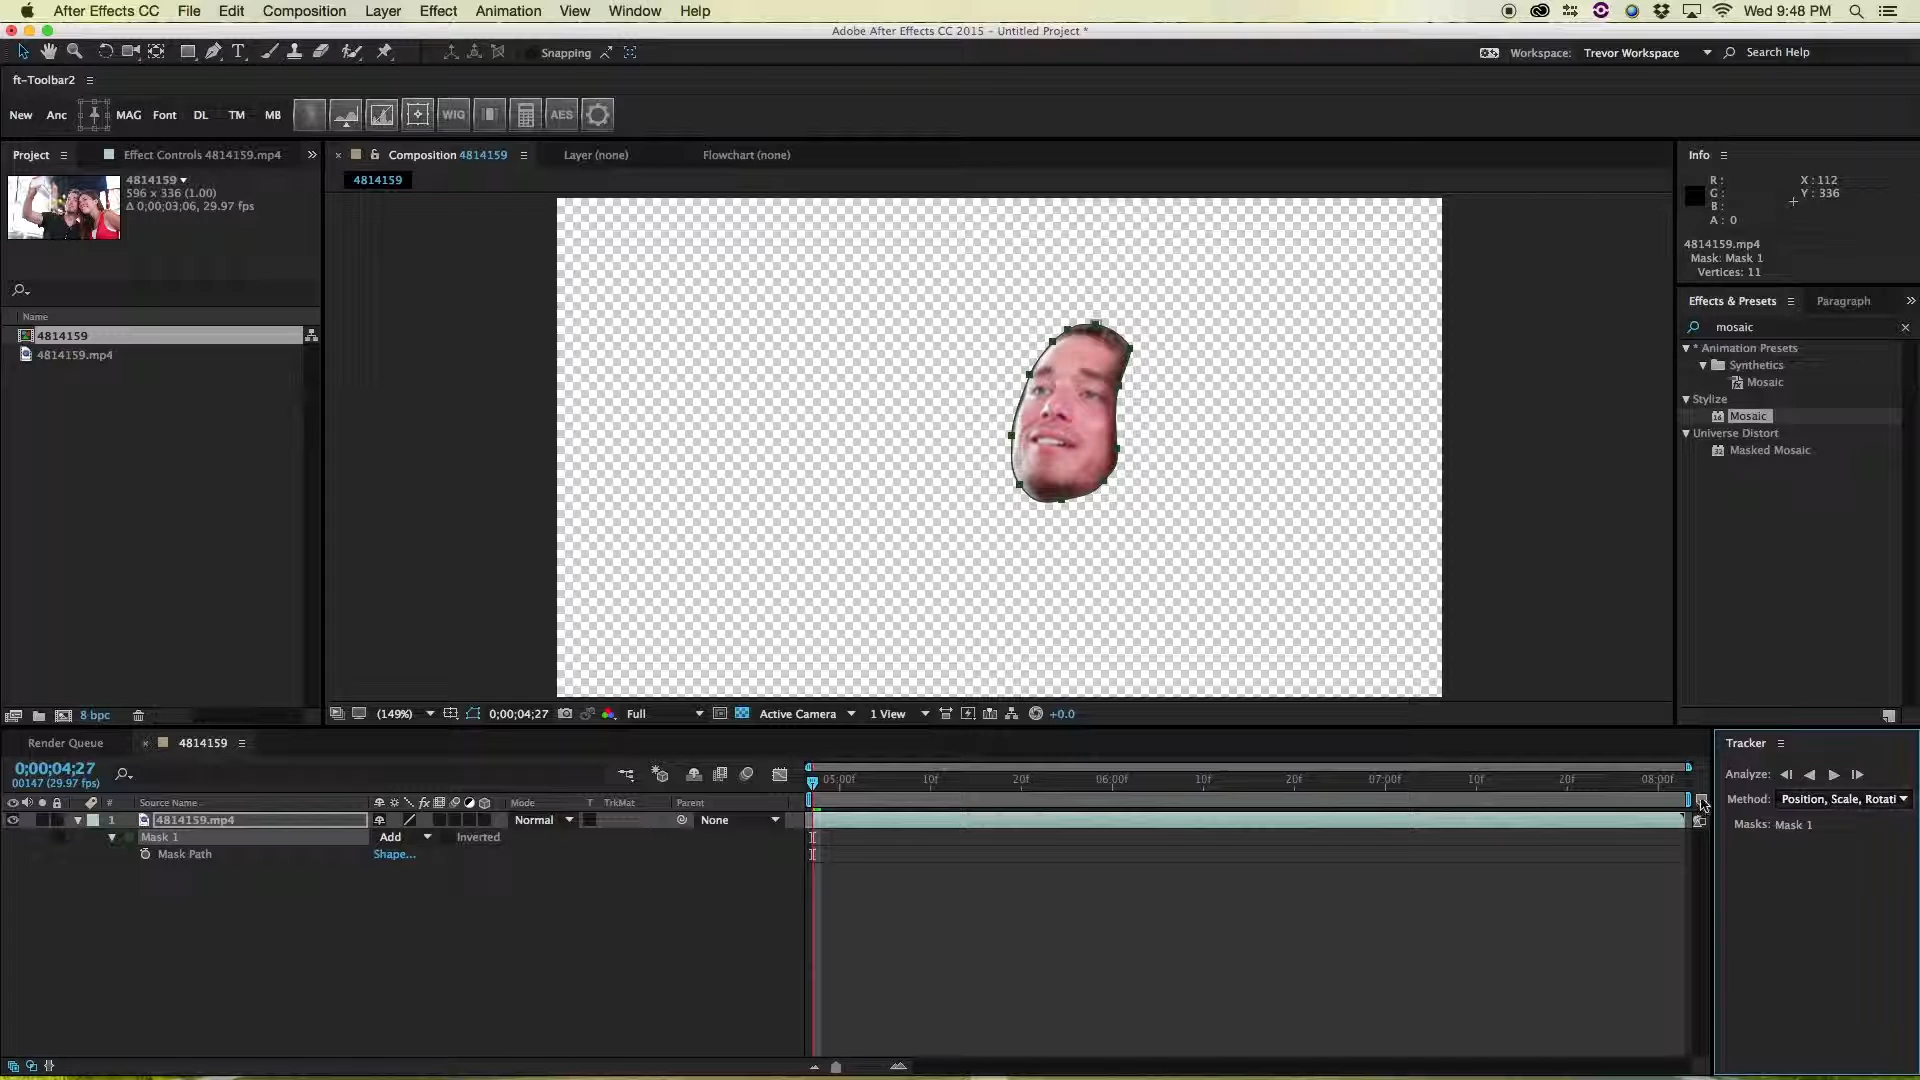 After Effects CC File Edit Composition Layer Effect Animation View Window Help Wed 9:48 PM
Adobe After Effects CC 2015 - Untitled Project *
Snapping Workspace: Trevor Workspace Search Help
ft-Toolbar2
New Anc MAG Font DL TM MB WIG AES
Project Effect Controls 4814159.mp4 Composition 4814159 Layer (none) Flowchart (none) Info
4814159
4814159
596 x 336 (1.00)
Δ 0;00;03;06, 29.97 fps
R :
G :
B :
A : 0
X : 112
Y : 336
4814159.mp4
Mask: Mask 1
Vertices: 11
Effects & Presets Paragraph
mosaic
* Animation Presets
Synthetics
Mosaic
Stylize
Mosaic
Universe Distort
Masked Mosaic
Name
4814159
4814159.mp4
8 bpc
(149%) 0;00;04;27 Full Active Camera 1 View +0.0
Render Queue 4814159
0;00;04;27
00147 (29.97 fps)
05:00f 10f 20f 06:00f 10f 20f 07:00f 10f 20f 08:00f
# Source Name Mode T TrkMat Parent
1 4814159.mp4 Normal None
Mask 1 Add Inverted
Mask Path Shape...
Tracker
Analyze:
Method: Position, Scale, Rotati
Masks: Mask 1